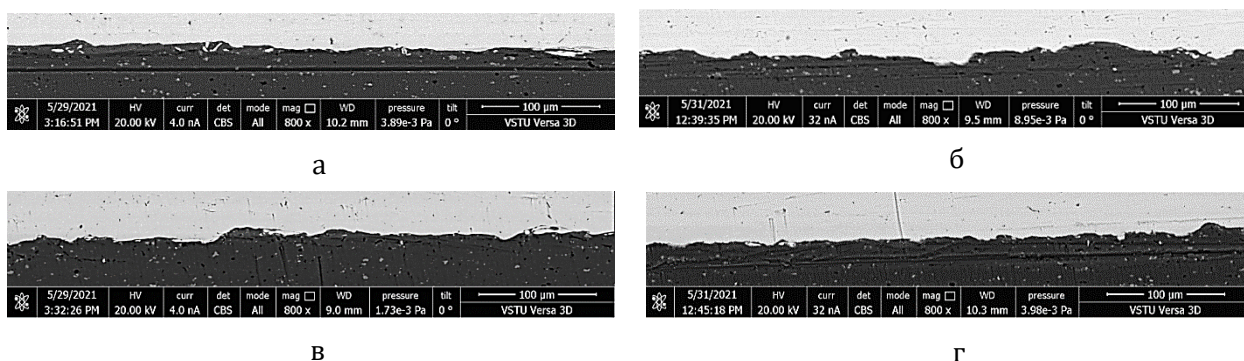 5/29/2021 HV curr det mode mag WD pressure tilt 100 µm
3:16:51 PM 20.00 kV 4.0 nA CBS All 800 x 10.2 mm 3.89e-3 Pa 0 ° VSTU Versa 3D
а
5/31/2021 HV curr det mode mag WD pressure tilt 100 µm
12:39:35 PM 20.00 kV 32 nA CBS All 800 x 9.5 mm 8.95e-3 Pa 0 ° VSTU Versa 3D
б
5/29/2021 HV curr det mode mag WD pressure tilt 100 µm
3:32:26 PM 20.00 kV 4.0 nA CBS All 800 x 9.0 mm 1.73e-3 Pa 0 ° VSTU Versa 3D
в
5/31/2021 HV curr det mode mag WD pressure tilt 100 µm
12:45:18 PM 20.00 kV 32 nA CBS All 800 x 10.3 mm 3.98e-3 Pa 0 ° VSTU Versa 3D
г